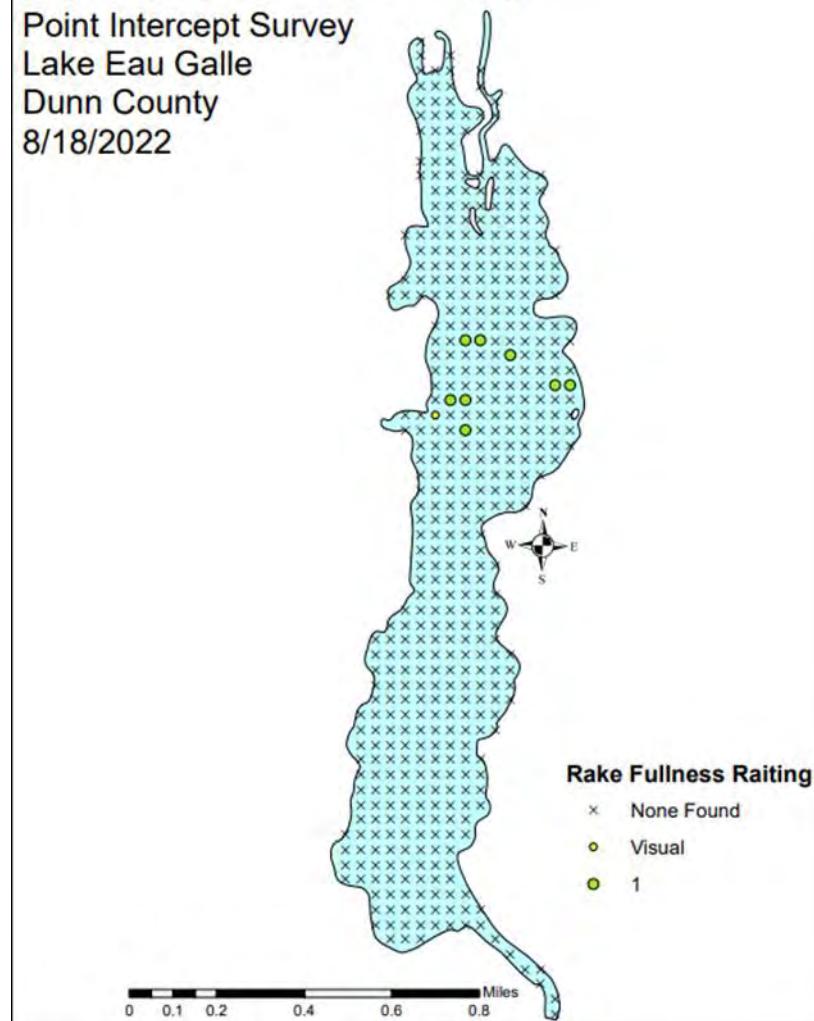 Point Intercept Survey
Lake Eau Galle
Dunn County
8/18/2022
N
W E
S
Rake Fullness Raiting
None Found
Visual
1
Miles
0 0.1 0.2 0.4 0.6 0.8